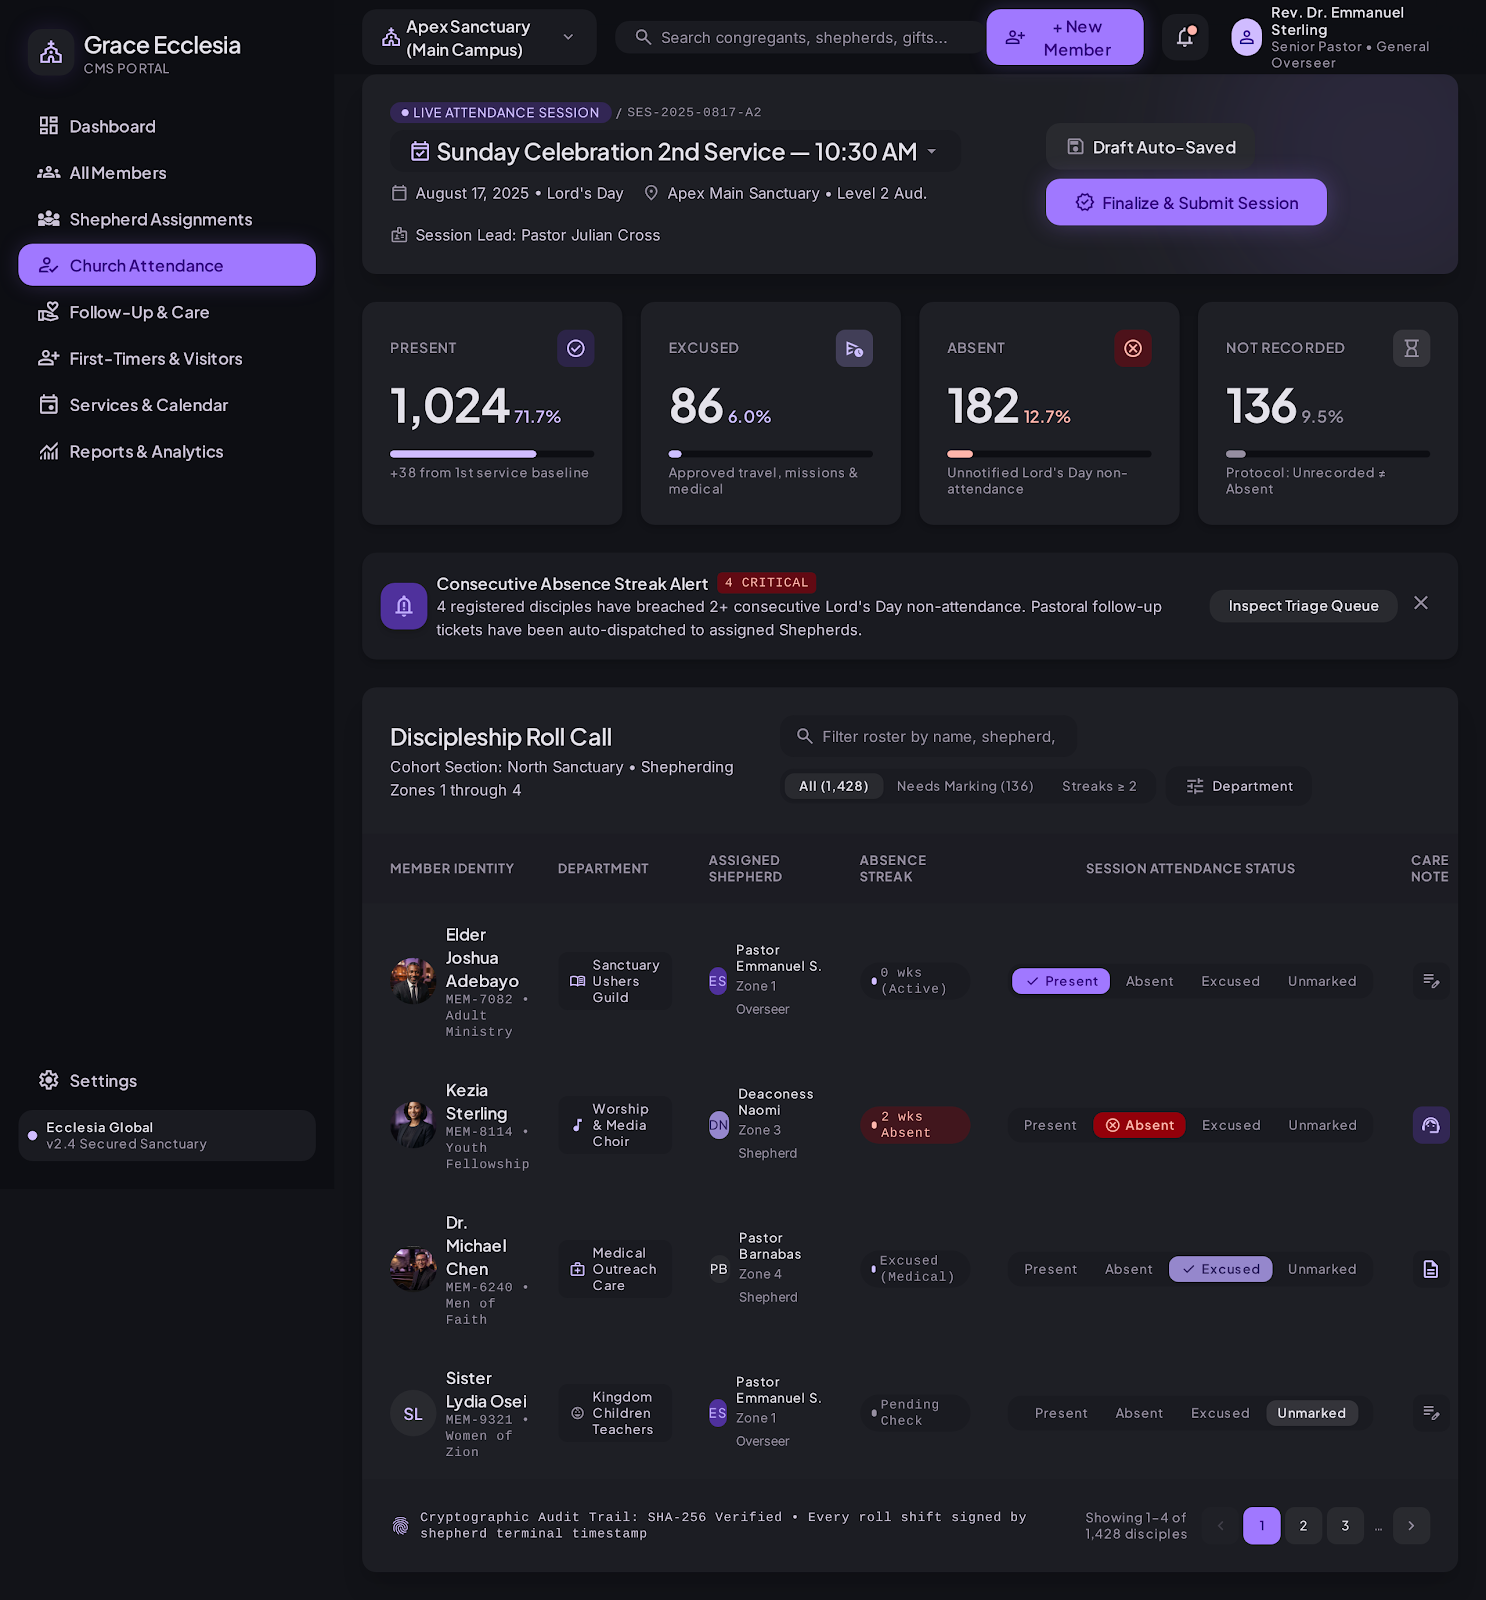 Grace Ecclesia
CMS PORTAL
Dashboard
All Members
Shepherd Assignments
Church Attendance
Follow-Up & Care
First-Timers & Visitors
Services & Calendar
Reports & Analytics
Settings
Ecclesia Global
v2.4 Secured Sanctuary
Apex Sanctuary
(Main Campus)
Search congregants, shepherds, gifts...
+ New
Member
Rev. Dr. Emmanuel
Sterling
Senior Pastor • General
Overseer
LIVE ATTENDANCE SESSION / SES-2025-0817-A2
Sunday Celebration 2nd Service — 10:30 AM
August 17, 2025 • Lord's Day
Apex Main Sanctuary • Level 2 Aud.
Session Lead: Pastor Julian Cross
Draft Auto-Saved
Finalize & Submit Session
PRESENT
1,024 71.7%
+38 from 1st service baseline
EXCUSED
86 6.0%
Approved travel, missions &
medical
ABSENT
182 12.7%
Unnotified Lord's Day non-
attendance
NOT RECORDED
136 9.5%
Protocol: Unrecorded ≠
Absent
Consecutive Absence Streak Alert 4 CRITICAL
4 registered disciples have breached 2+ consecutive Lord's Day non-attendance. Pastoral follow-up
tickets have been auto-dispatched to assigned Shepherds.
Inspect Triage Queue
Discipleship Roll Call
Cohort Section: North Sanctuary • Shepherding
Zones 1 through 4
Filter roster by name, shepherd,
All (1,428) Needs Marking (136) Streaks ≥ 2
Department
MEMBER IDENTITY
DEPARTMENT
ASSIGNED
SHEPHERD
ABSENCE
STREAK
SESSION ATTENDANCE STATUS
CARE
NOTE
Elder
Joshua
Adebayo
MEM-7082 •
Adult
Ministry
Sanctuary
Ushers
Guild
ES
Pastor
Emmanuel S.
Zone 1
Overseer
0 wks
(Active)
Present Absent Excused Unmarked
Kezia
Sterling
MEM-8114 •
Youth
Fellowship
Worship
& Media
Choir
DN
Deaconess
Naomi
Zone 3
Shepherd
2 wks
Absent
Present Absent Excused Unmarked
Dr.
Michael
Chen
MEM-6240 •
Men of
Faith
Medical
Outreach
Care
PB
Pastor
Barnabas
Zone 4
Shepherd
Excused
(Medical)
Present Absent Excused Unmarked
SL
Sister
Lydia Osei
MEM-9321 •
Women of
Zion
Kingdom
Children
Teachers
ES
Pastor
Emmanuel S.
Zone 1
Overseer
Pending
Check
Present Absent Excused Unmarked
Cryptographic Audit Trail: SHA-256 Verified • Every roll shift signed by
shepherd terminal timestamp
Showing 1–4 of
1,428 disciples
1 2 3 ...